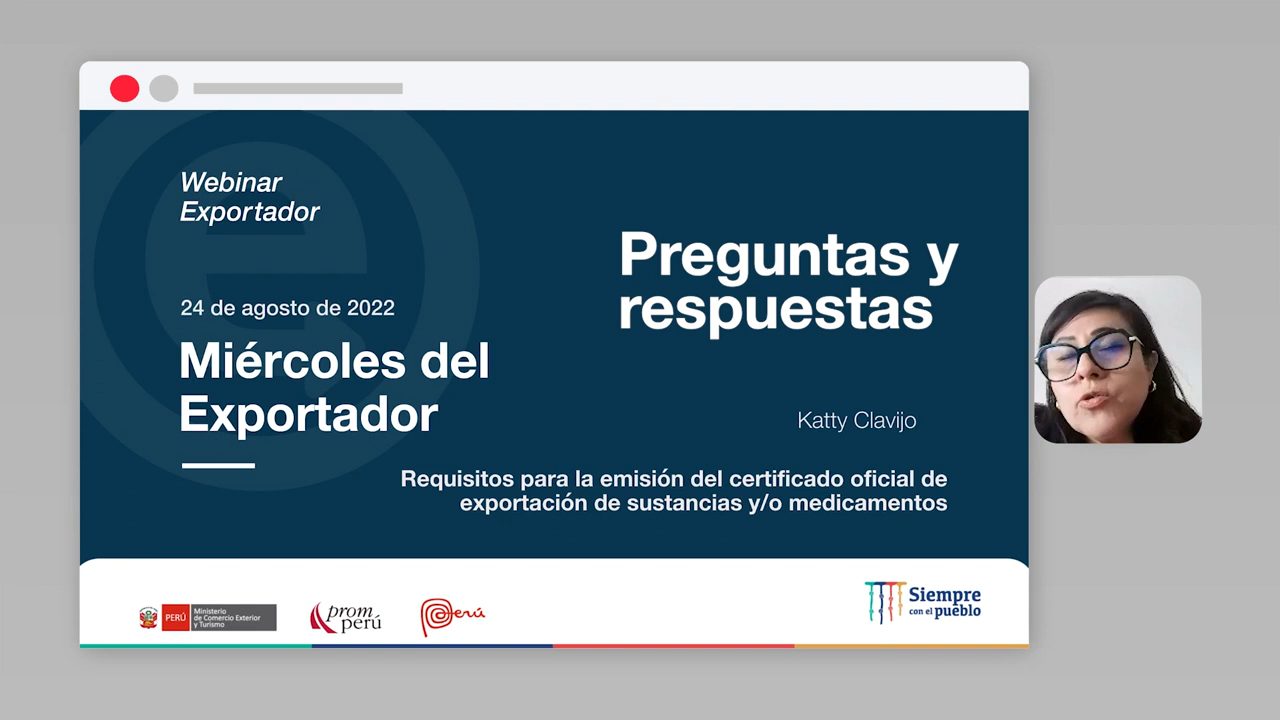 Webinar
Exportador
24 de agosto de 2022
Miércoles del
Exportador
Preguntas y
respuestas
Katty Clavijo
Requisitos para la emisión del certificado oficial de
exportación de sustancias y/o medicamentos
PERÚ
Ministerio
de Comercio Exterior
y Turismo
prom
perú
Perú
Siempre
con el pueblo